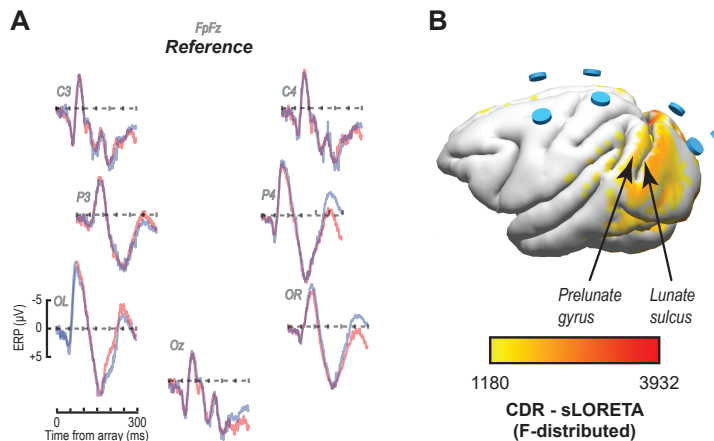 A
FpFz
Reference
C3
C4
P3
P4
OL
OR
Oz
-5
0
+5
ERP (µV)
0
300
Time from array (ms)
B
Prelunate
gyrus
Lunate
sulcus
1180
3932
CDR - sLORETA
(F-distributed)